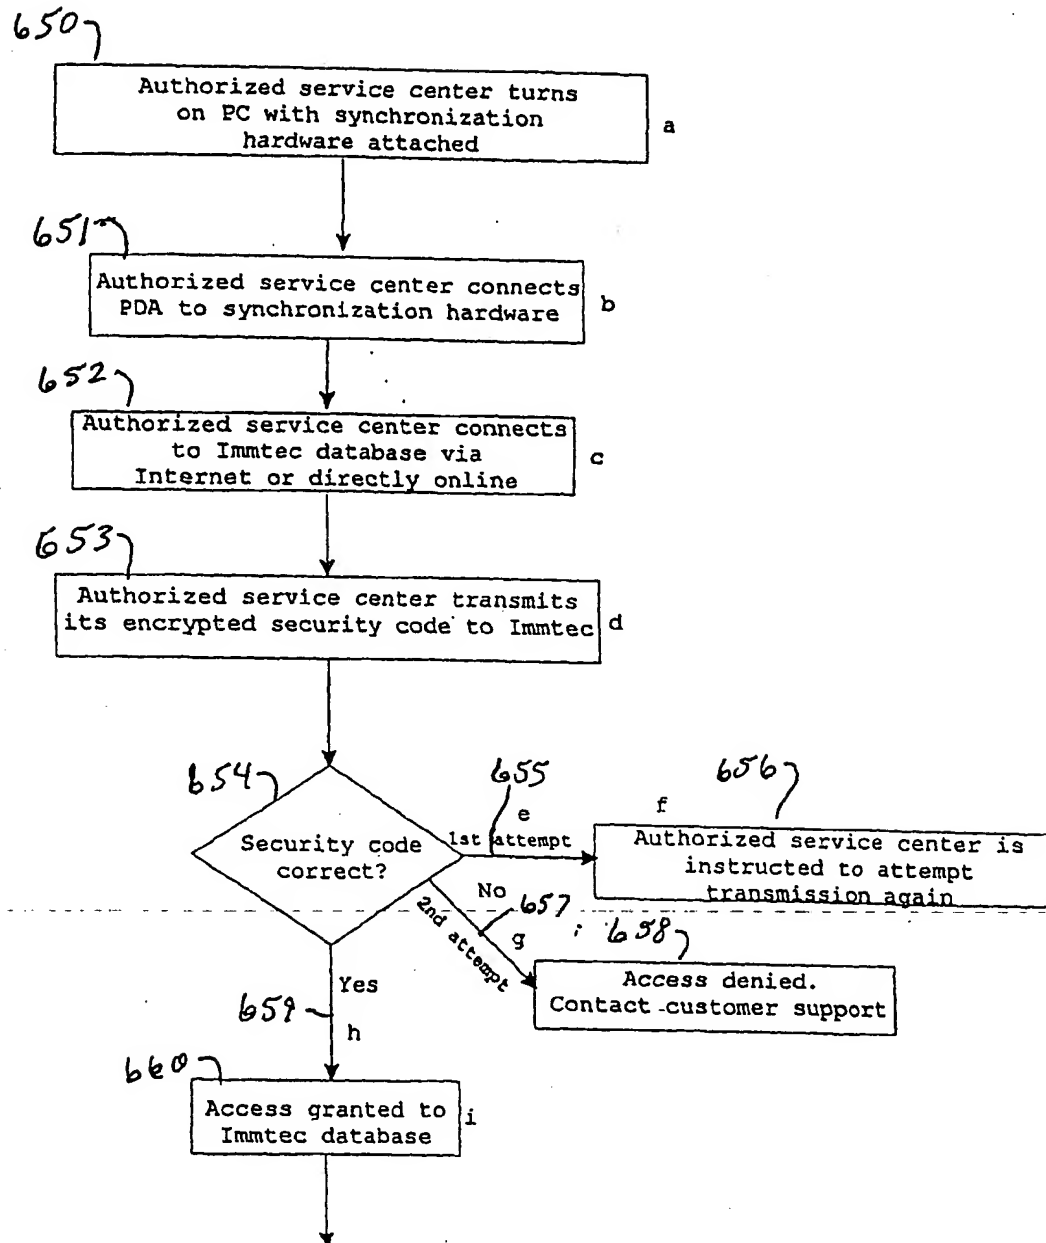 650
Authorized service center turns
on PC with synchronization
hardware attached
a
651
Authorized service center connects
PDA to synchronization hardware
b
652
Authorized service center connects
to Immtec database via
Internet or directly online
c
653
Authorized service center transmits
its encrypted security code to Immtec
d
654
Security code
correct?
655
e
1st attempt
656
f
Authorized service center is
instructed to attempt
transmission again
No
2nd attempt
657
g
658
Access denied.
Contact customer support
Yes
659
h
660
Access granted to
Immtec database
i